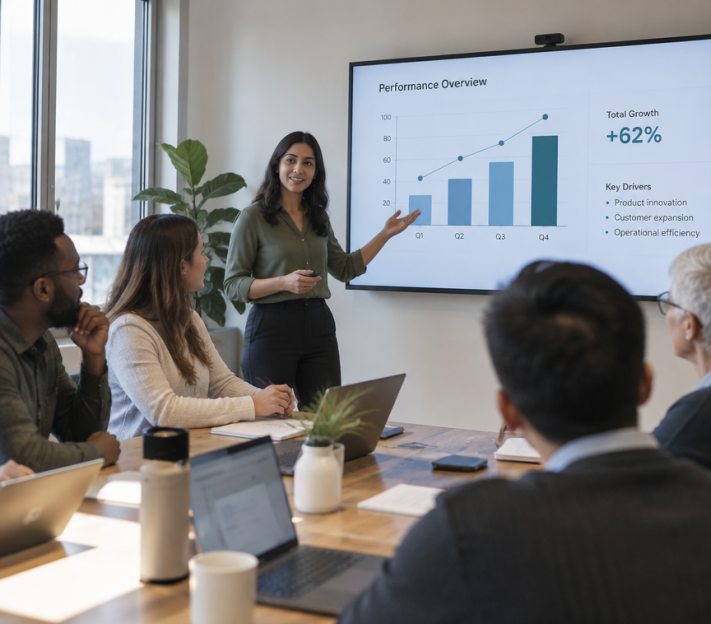 Performance Overview
100
80
60
40
20
Q1 Q2 Q3 Q4
Total Growth
+62%
Key Drivers
• Product innovation
• Customer expansion
• Operational efficiency